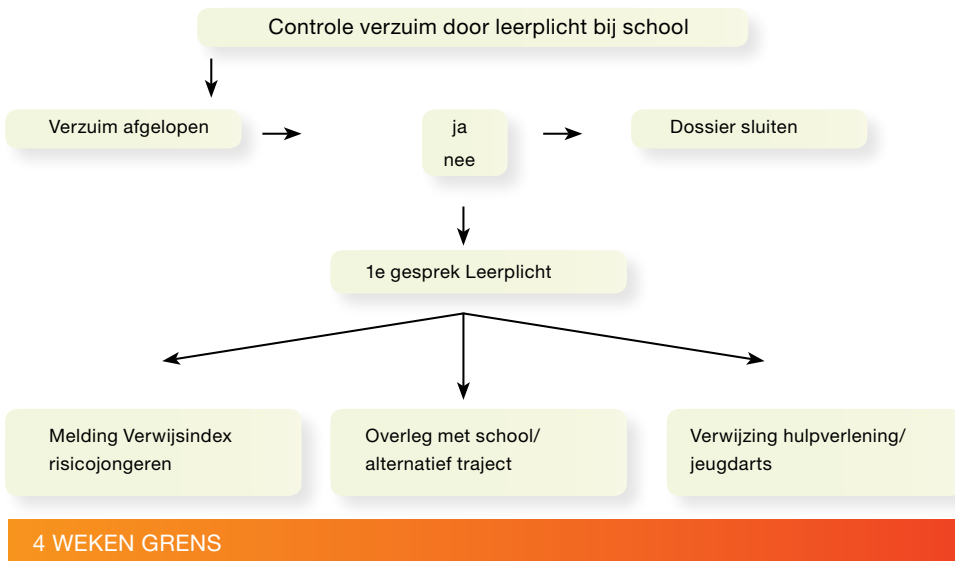 Controle verzuim door leerplicht bij school
Verzuim afgelopen
ja
nee
Dossier sluiten
1e gesprek Leerplicht
Melding Verwijsindex
risicojongeren
Overleg met school/
alternatief traject
Verwijzing hulpverlening/
jeugdarts
4 WEKEN GRENS